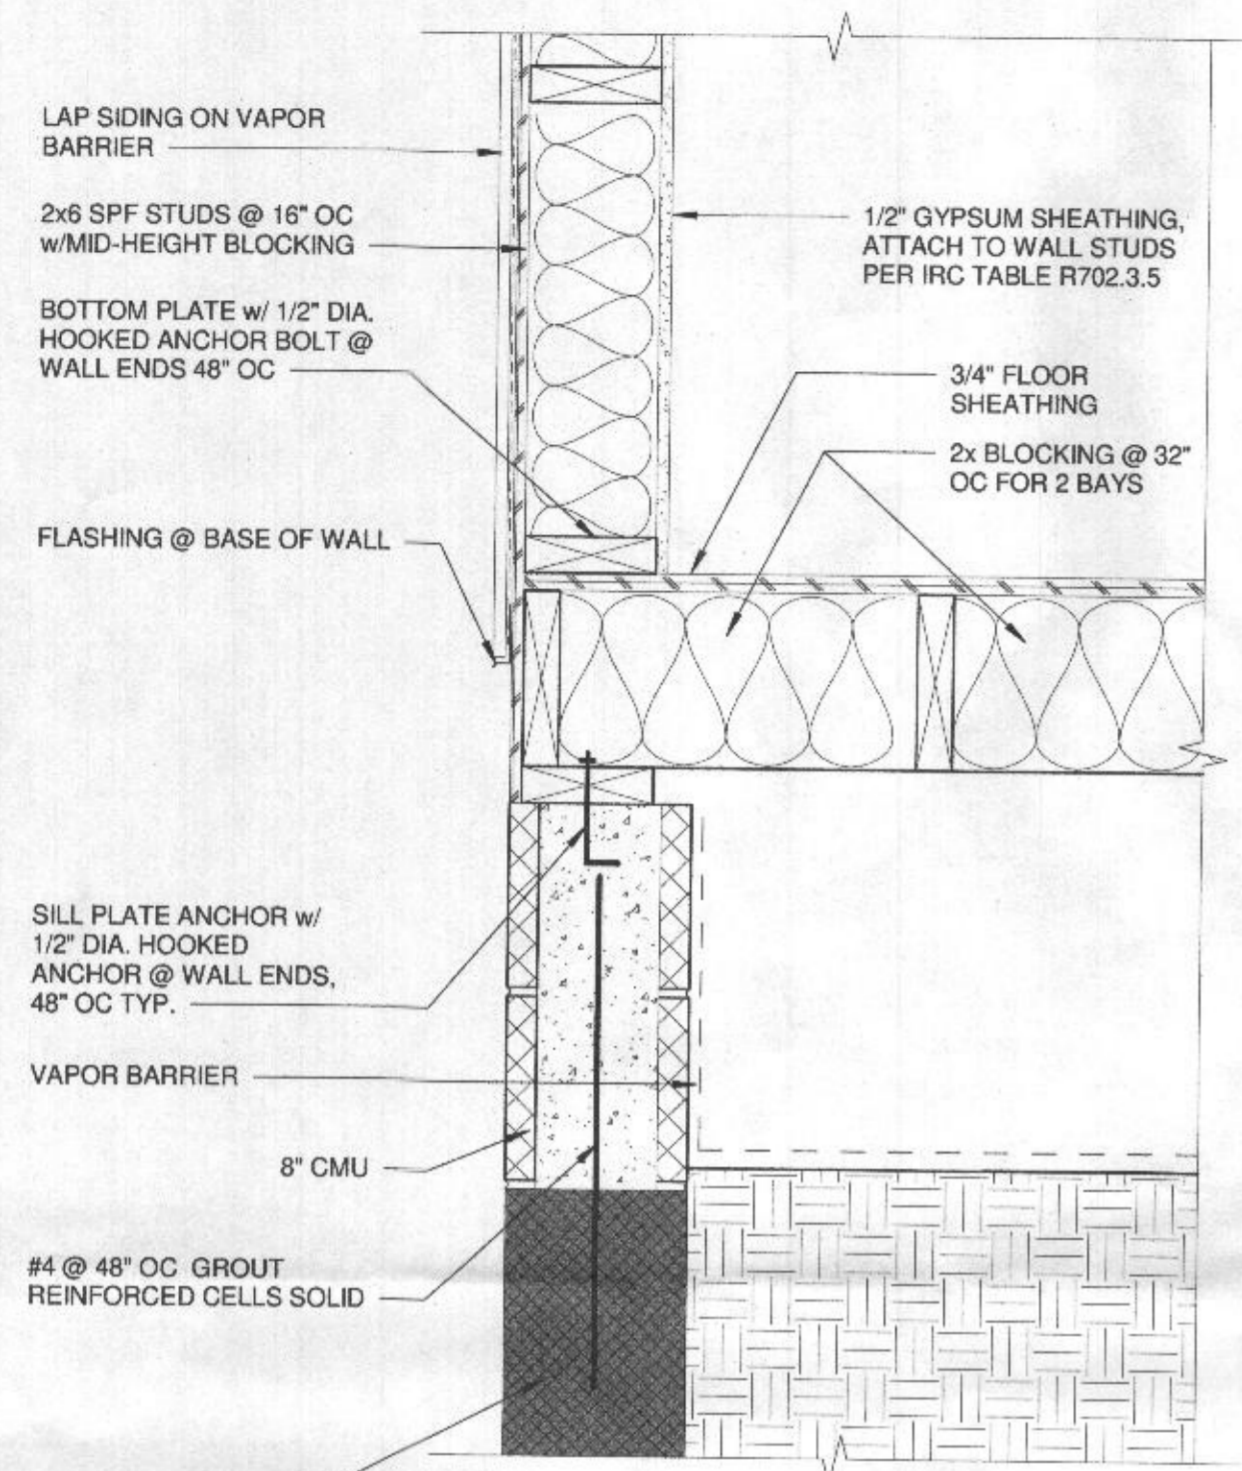 LAP SIDING ON VAPOR
BARRIER
2x6 SPF STUDS @ 16" OC
w/MID-HEIGHT BLOCKING
BOTTOM PLATE w/ 1/2" DIA.
HOOKED ANCHOR BOLT @
WALL ENDS 48" OC
FLASHING @ BASE OF WALL
SILL PLATE ANCHOR w/
1/2" DIA. HOOKED
ANCHOR @ WALL ENDS,
48" OC TYP.
VAPOR BARRIER
8" CMU
#4 @ 48" OC GROUT
REINFORCED CELLS SOLID
1/2" GYPSUM SHEATHING,
ATTACH TO WALL STUDS
PER IRC TABLE R702.3.5
3/4" FLOOR
SHEATHING
2x BLOCKING @ 32"
OC FOR 2 BAYS